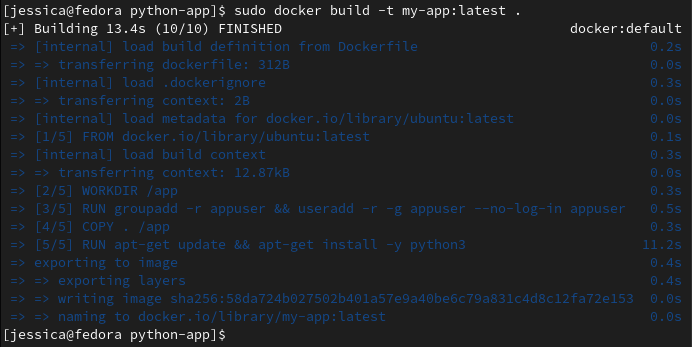 [jessica@fedora python-app]$ sudo docker build -t my-app:latest .
[+] Building 13.4s (10/10) FINISHED docker:default
=> [internal] load build definition from Dockerfile 0.2s
=> => transferring dockerfile: 312B 0.0s
=> [internal] load .dockerignore 0.3s
=> => transferring context: 2B 0.0s
=> [internal] load metadata for docker.io/library/ubuntu:latest 0.0s
=> [1/5] FROM docker.io/library/ubuntu:latest 0.1s
=> [internal] load build context 0.3s
=> => transferring context: 12.87kB 0.0s
=> [2/5] WORKDIR /app 0.3s
=> [3/5] RUN groupadd -r appuser && useradd -r -g appuser --no-log-in appuser 0.5s
=> [4/5] COPY . /app 0.3s
=> [5/5] RUN apt-get update && apt-get install -y python3 11.2s
=> exporting to image 0.4s
=> => exporting layers 0.4s
=> => writing image sha256:58da724b027502b401a57e9a40be6c79a831c4d8c12fa72e153 0.0s
=> => naming to docker.io/library/my-app:latest 0.0s
[jessica@fedora python-app]$